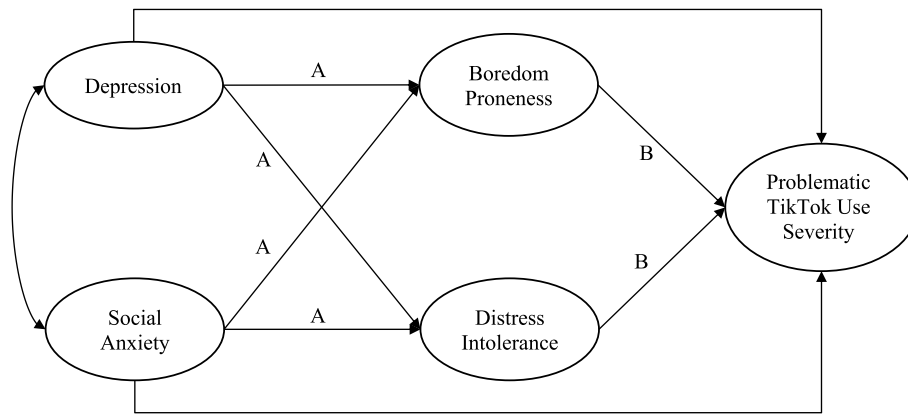 Depression
A
Boredom
Proneness
A
B
Problematic
TikTok Use
Severity
A
B
Social
Anxiety
A
Distress
Intolerance